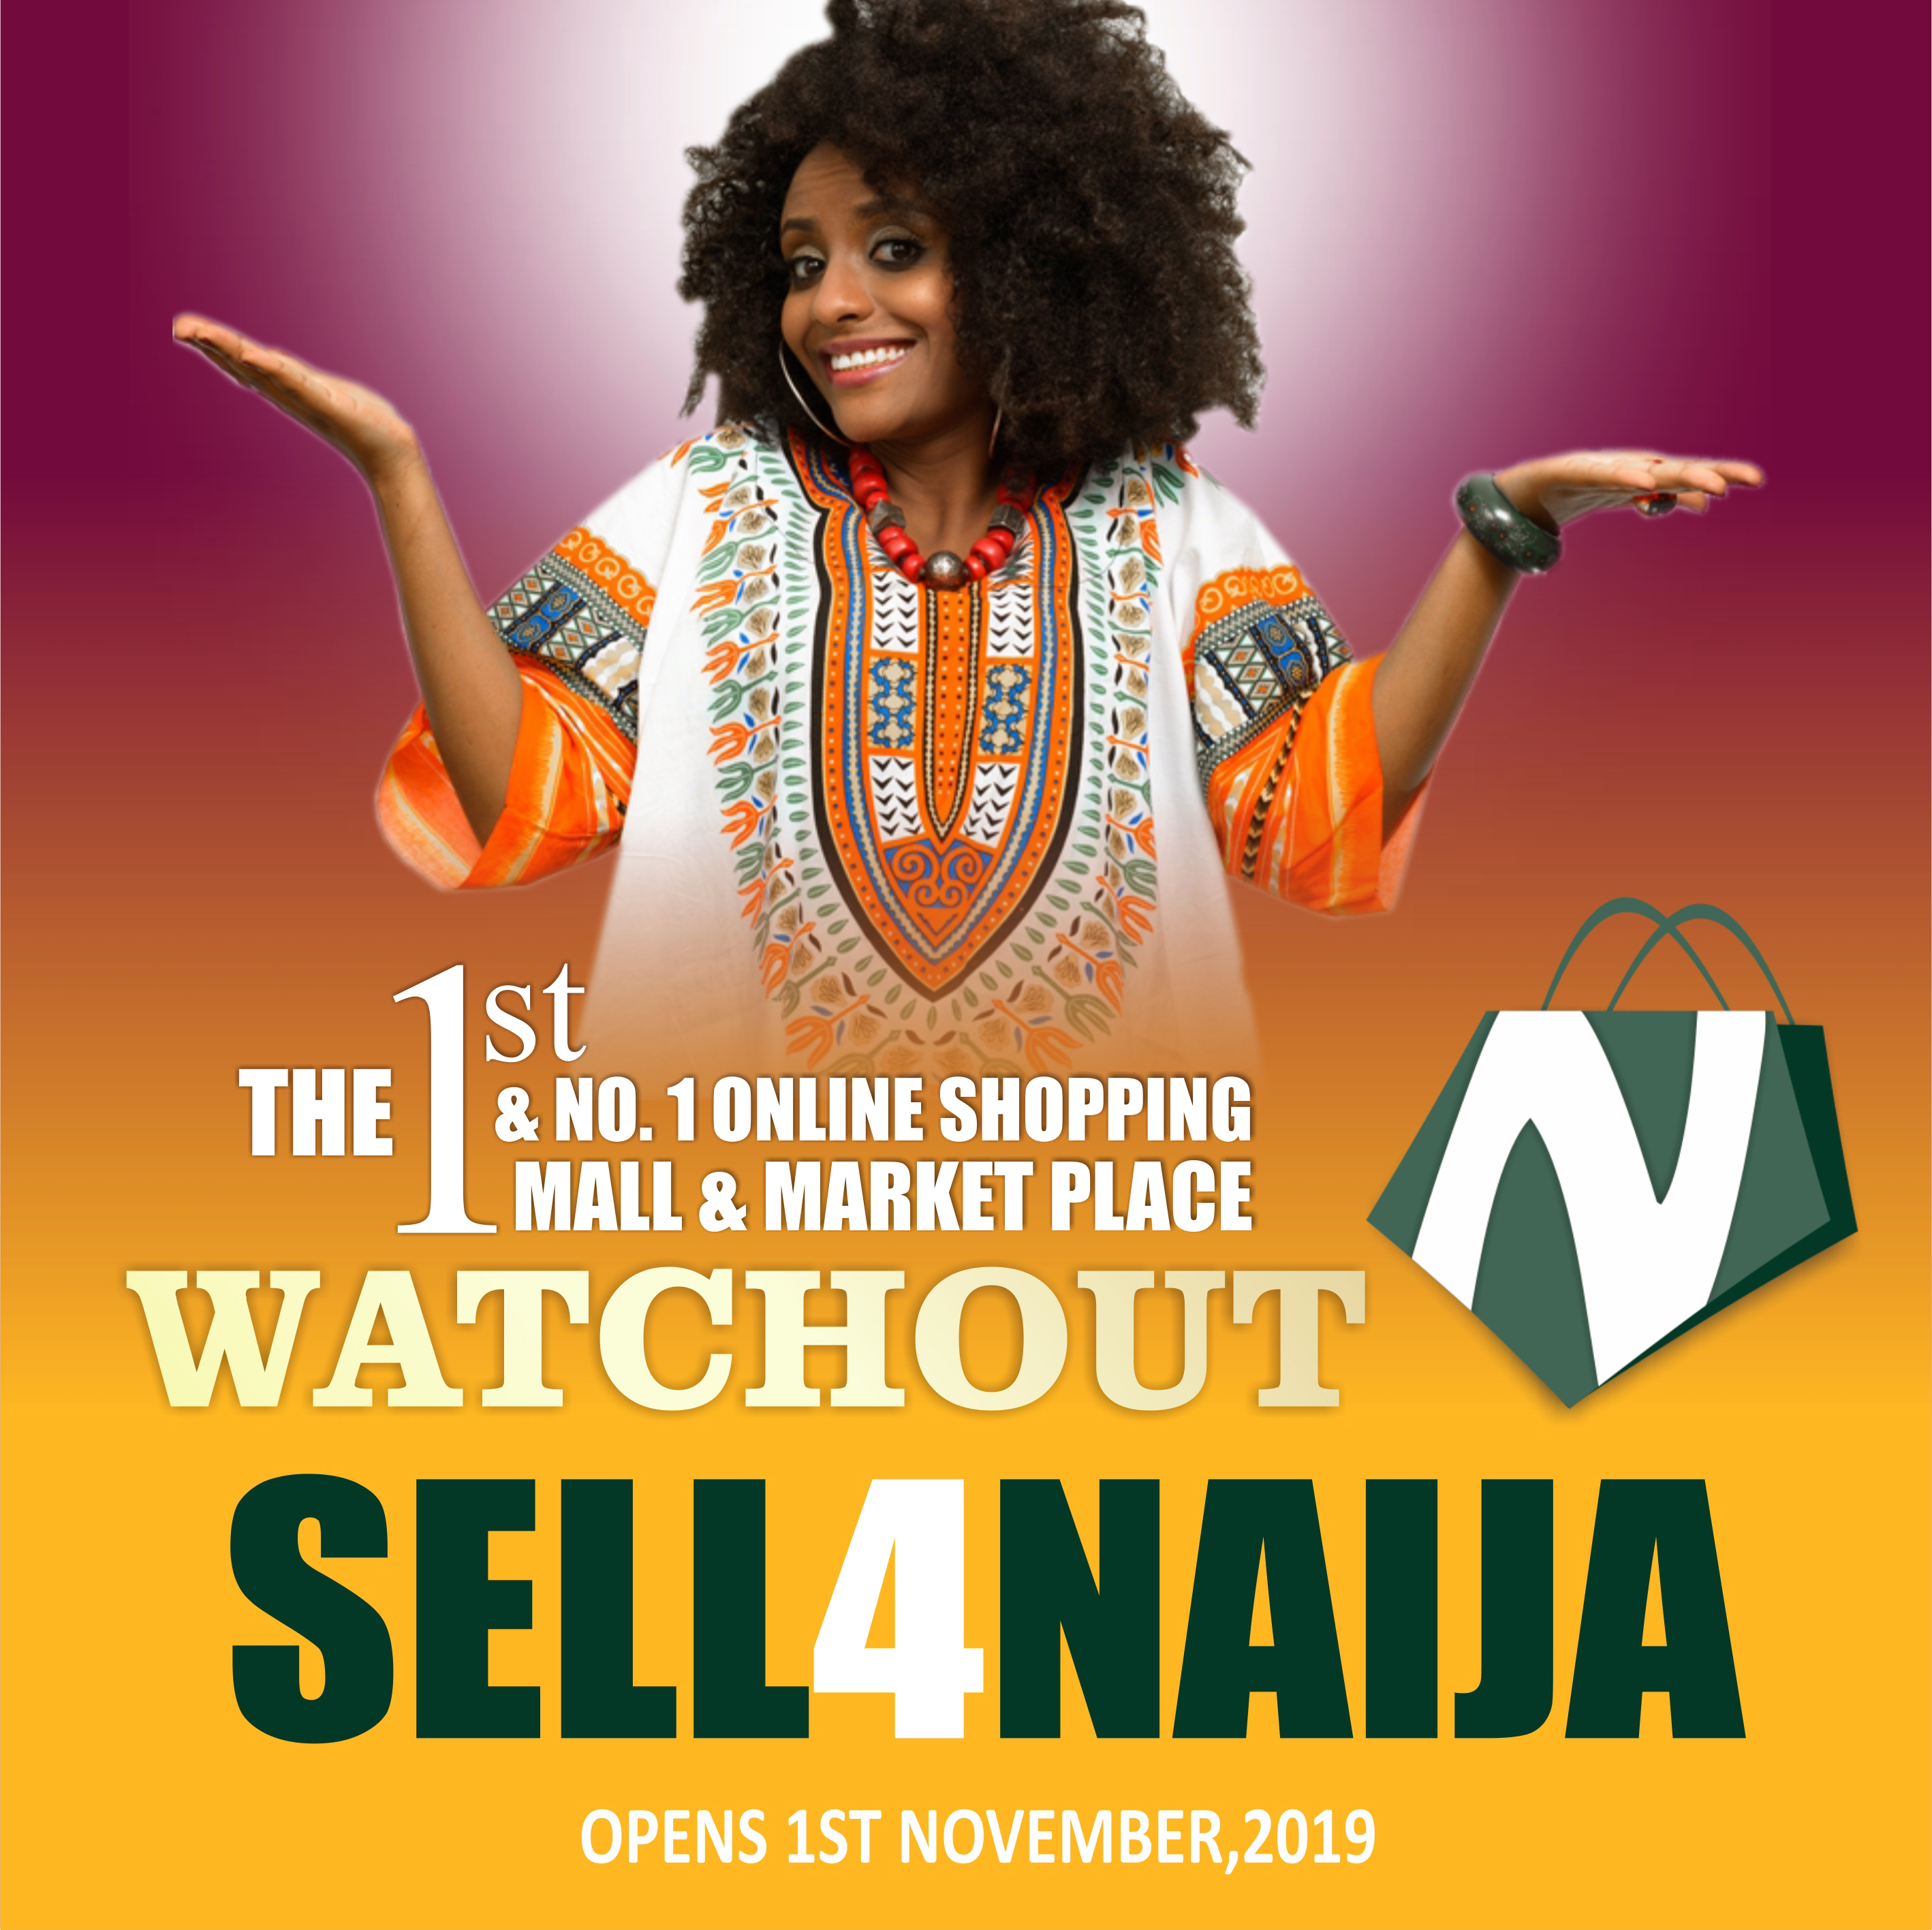 THE 1st
& NO. 1 ONLINE SHOPPING
MALL & MARKET PLACE
WATCHOUT
N
SELL4NAIJA
OPENS 1ST NOVEMBER,2019